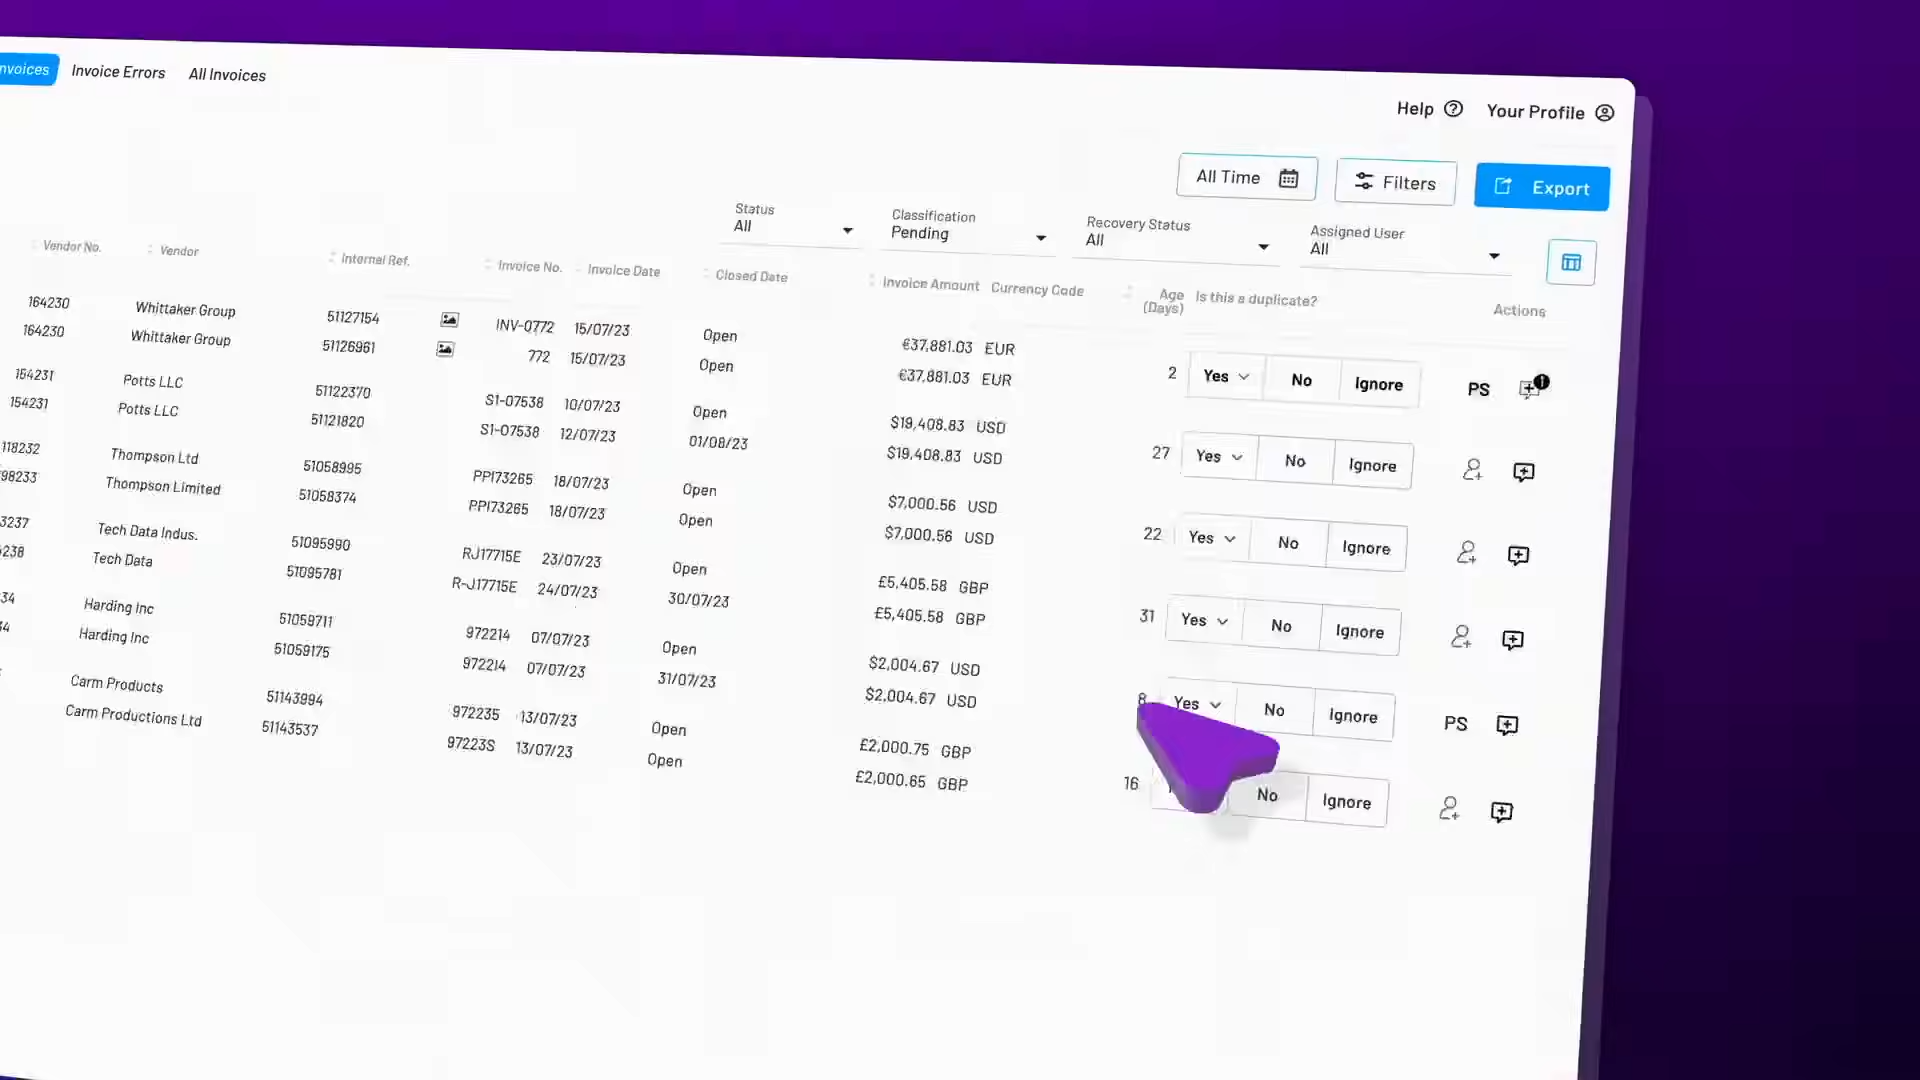 nvoices Invoice Errors All Invoices
Help Your Profile
All Time Filters Export
Status Classification Recovery Status Assigned User
All Pending All All
Vendor No. Vendor Internal Ref. Invoice No. Invoice Date Closed Date Invoice Amount Currency Code Age (Days) Is this a duplicate? Actions
164230 Whittaker Group 51127154 INV-0772 15/07/23 Open €37,881.03 EUR
164230 Whittaker Group 51126961 772 15/07/23 Open €37,881.03 EUR
2 Yes No Ignore PS 1
154231 Potts LLC 51122370 S1-07538 10/07/23 Open $19,408.83 USD
154231 Potts LLC 51121820 S1-O7538 12/07/23 01/08/23 $19,408.83 USD
27 Yes No Ignore
118232 Thompson Ltd 51058995 PPI73265 18/07/23 Open $7,000.56 USD
98233 Thompson Limited 51058374 PPI73265 18/07/23 Open $7,000.56 USD
22 Yes No Ignore
3237 Tech Data Indus. 51095990 RJ17715E 23/07/23 Open £5,405.58 GBP
238 Tech Data 51095781 R-J17715E 24/07/23 30/07/23 £5,405.58 GBP
31 Yes No Ignore
34 Harding Inc 51059711 972214 07/07/23 Open $2,004.67 USD
4 Harding Inc 51059175 972214 07/07/23 31/07/23 $2,004.67 USD
8 Yes No Ignore PS
Carm Products 51143994 972235 13/07/23 Open £2,000.75 GBP
Carm Productions Ltd 51143537 97223S 13/07/23 Open £2,000.65 GBP
16 No Ignore